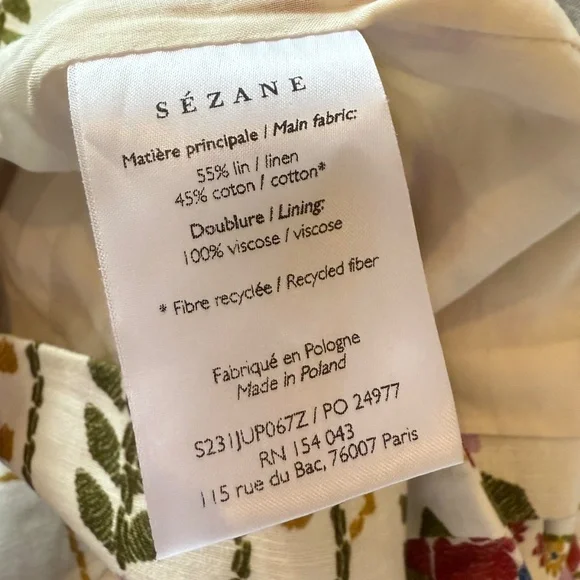 SÉZANE
Matière principale / Main fabric:
55% lin / linen
45% coton / cotton*
Doublure / Lining:
100% viscose / viscose
* Fibre recyclée / Recycled fiber
Fabriqué en Pologne
Made in Poland
S231JUP067Z / PO 24977
RN 154 043
115 rue du Bac, 76007 Paris